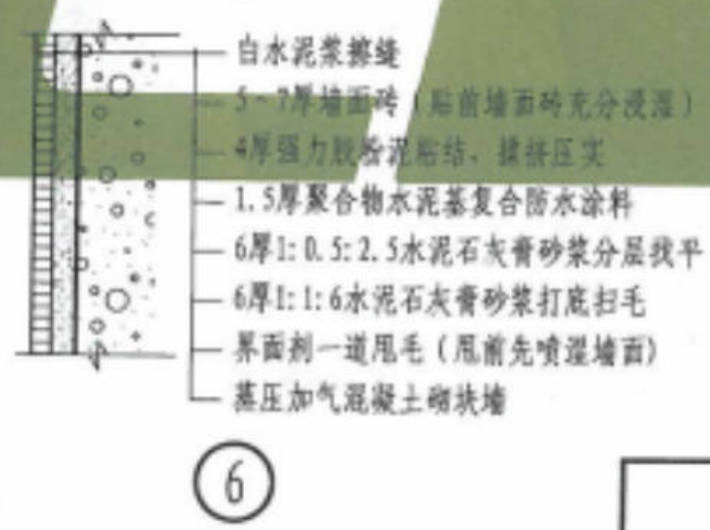 白水泥浆擦缝
5~7厚墙面砖（贴前墙面砖充分浸湿）
4厚强力胶粉泥粘结、揉挤压实
1.5厚聚合物水泥基复合防水涂料
6厚1:0.5:2.5水泥石灰膏砂浆分层找平
6厚1:1:6水泥石灰膏砂浆打底扫毛
界面剂一道甩毛（甩前先喷湿墙面）
蒸压加气混凝土砌块墙
6